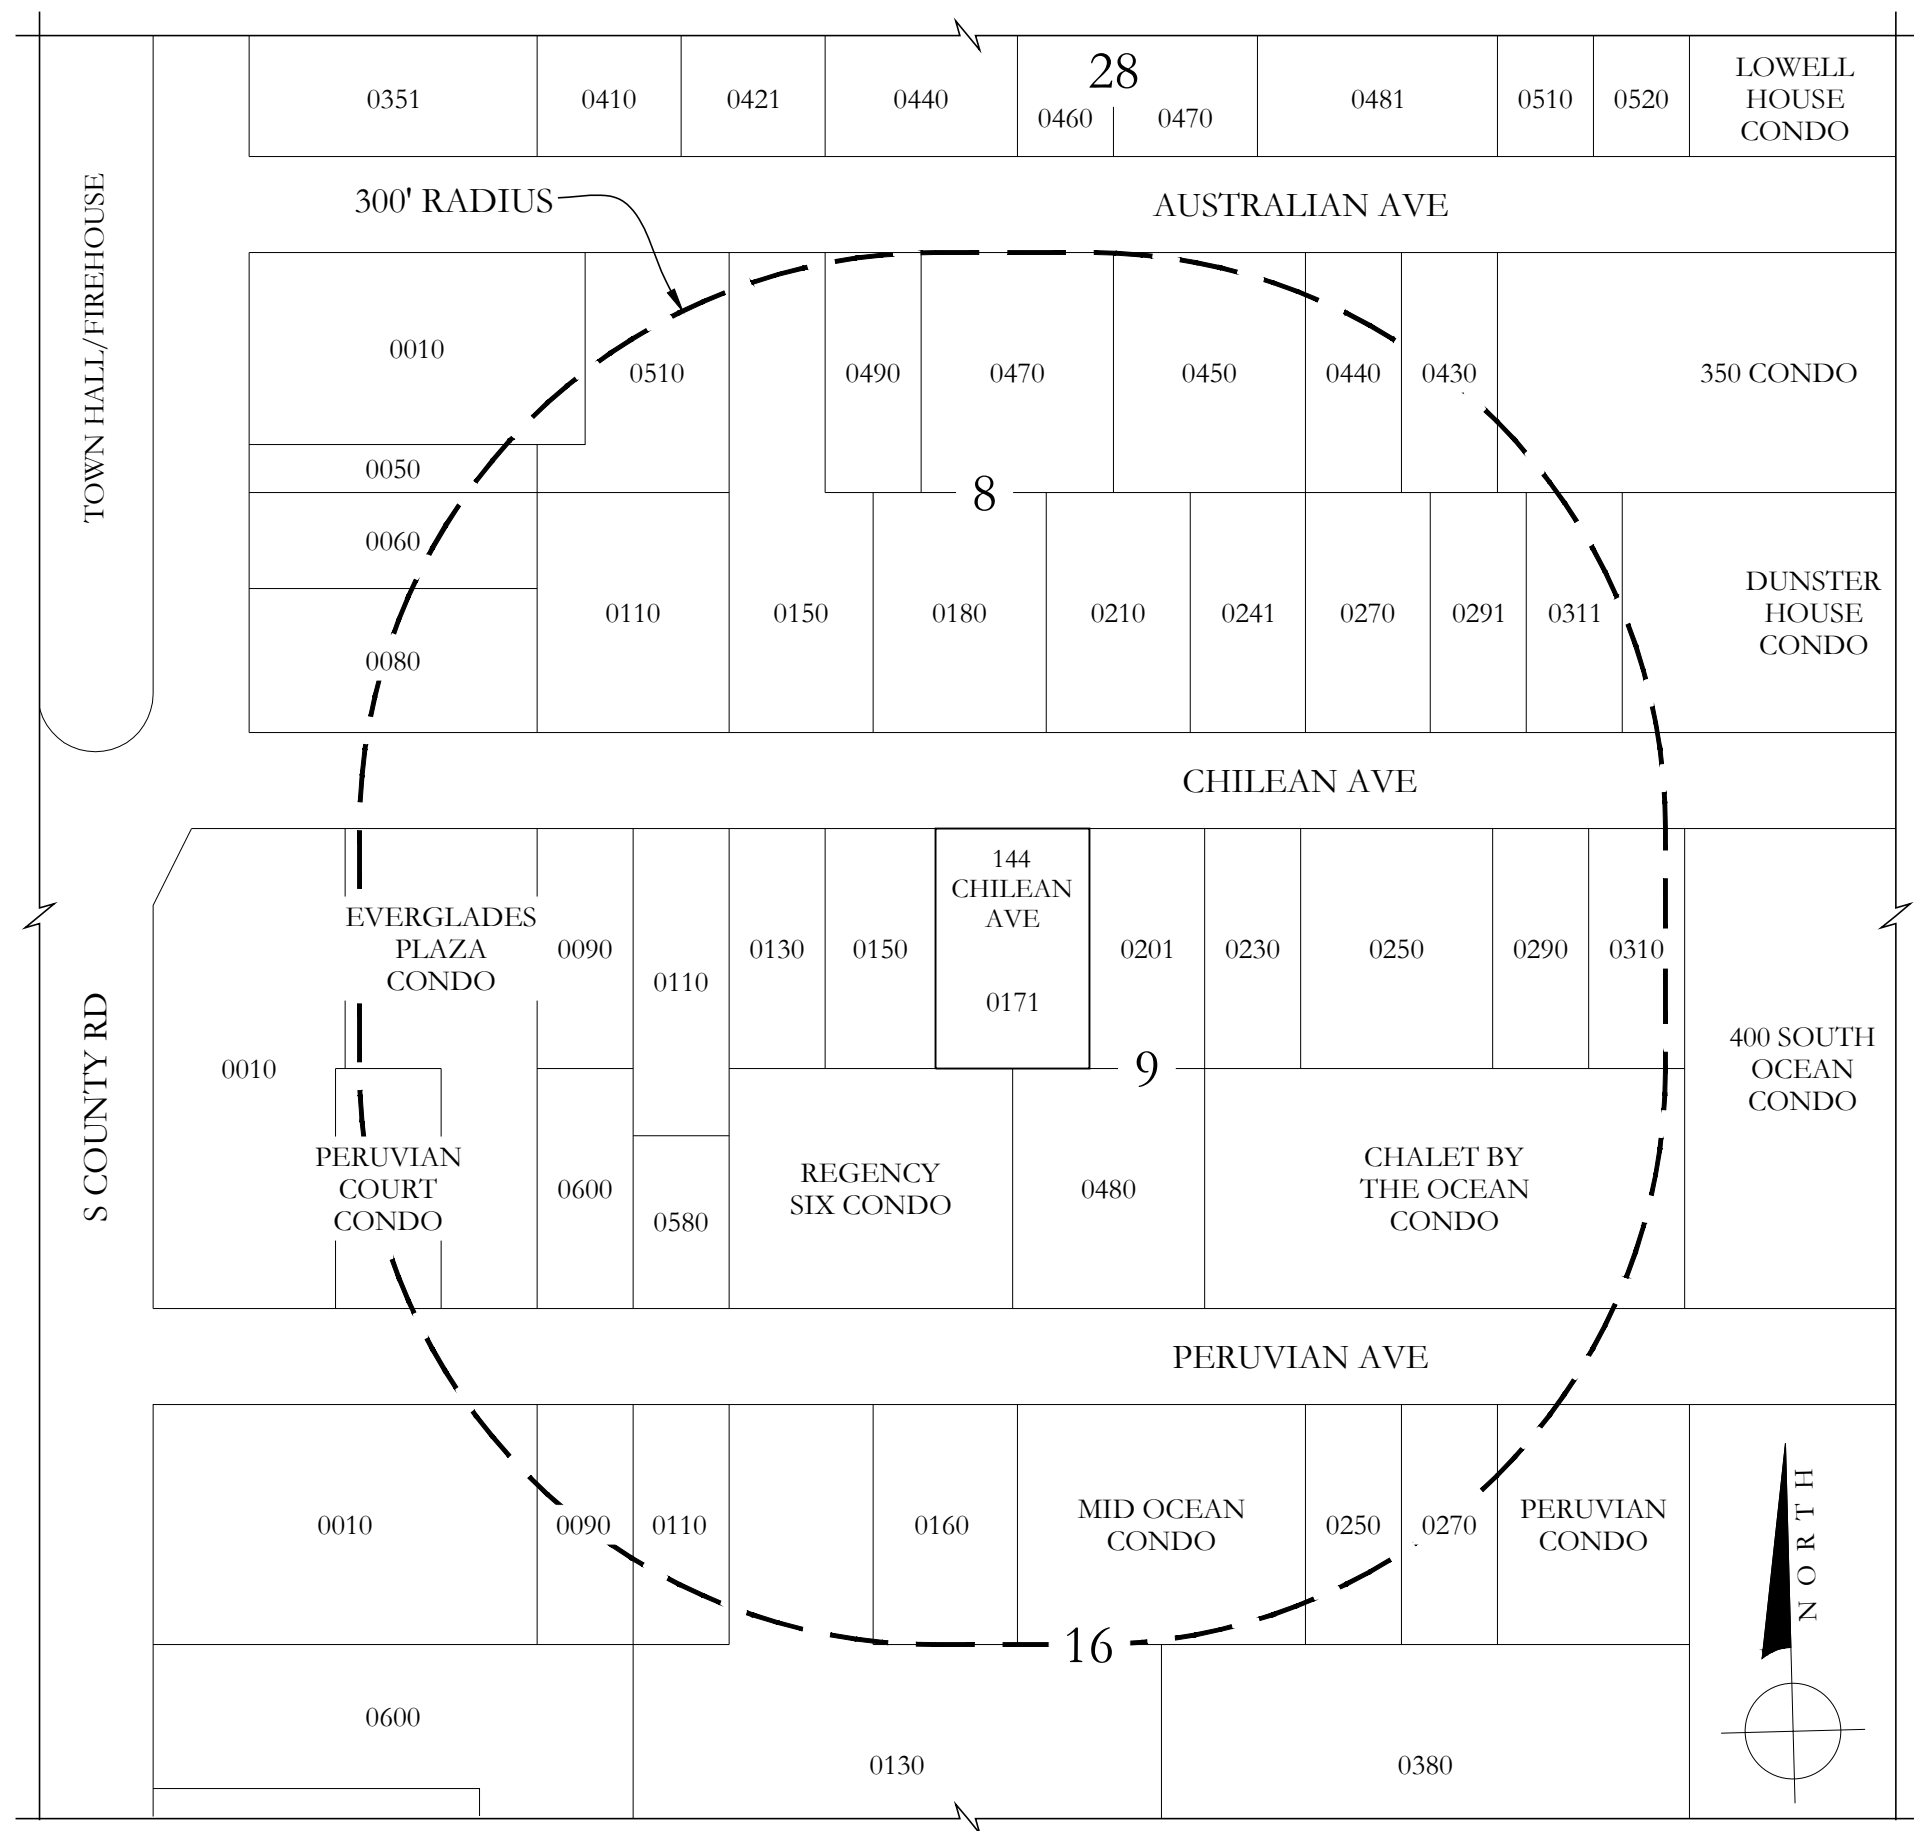 28
0351
0410
0421
0440
0460
0470
0481
0510
0520
LOWELL
HOUSE
CONDO
TOWN HALL/FIREHOUSE
300' RADIUS
AUSTRALIAN AVE
0010
0510
0490
0470
0450
0440
0430
350 CONDO
0050
8
0060
0080
0110
0150
0180
0210
0241
0270
0291
0311
DUNSTER
HOUSE
CONDO
CHILEAN AVE
S COUNTY RD
0010
EVERGLADES
PLAZA
CONDO
0090
0110
0130
0150
144
CHILEAN
AVE
0171
0201
0230
0250
0290
0310
9
400 SOUTH
OCEAN
CONDO
PERUVIAN
COURT
CONDO
0600
0580
REGENCY
SIX CONDO
0480
CHALET BY
THE OCEAN
CONDO
PERUVIAN AVE
0010
0090
0110
0160
MID OCEAN
CONDO
0250
0270
PERUVIAN
CONDO
NORTH
16
0600
0130
0380